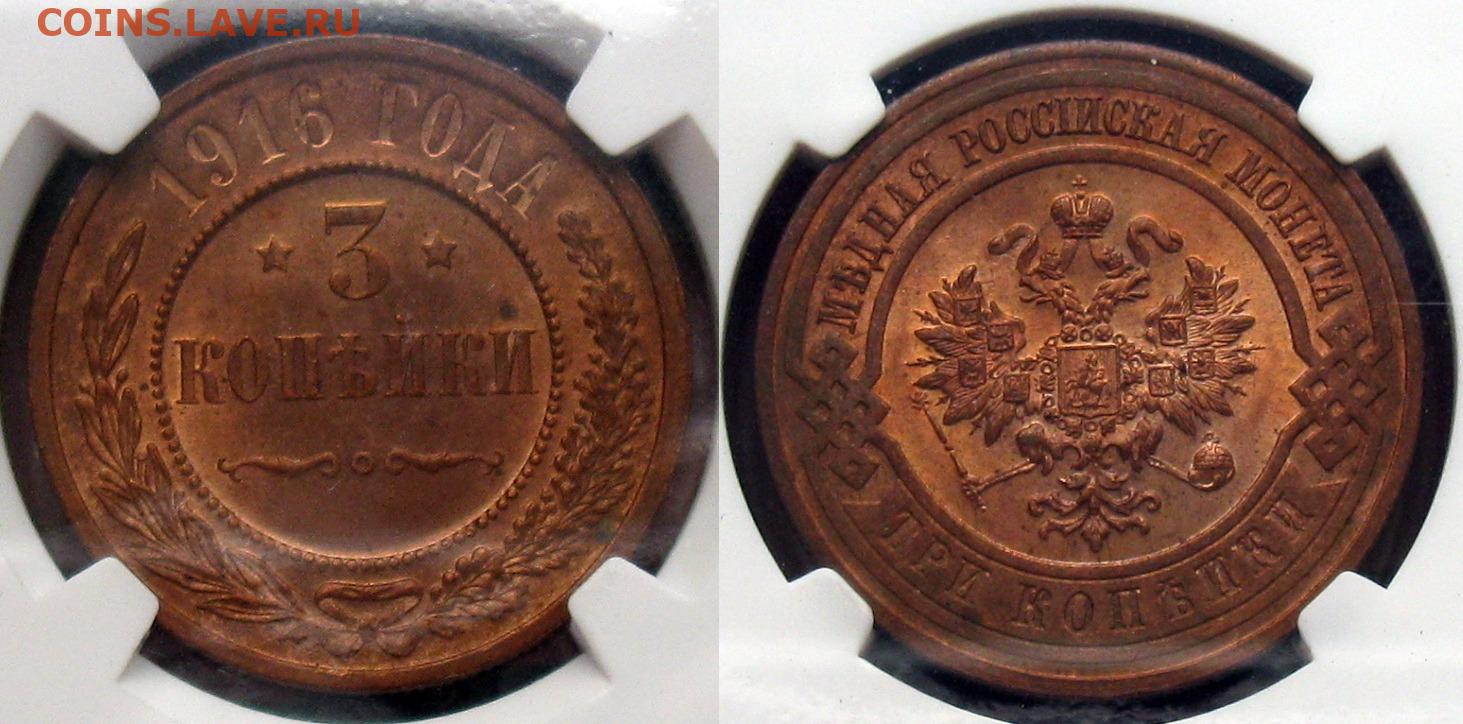 COINS.LAVE.RU
1916 ГОДА
3
КОПѢЙКИ
МѢДНАЯ РОССІЙСКАЯ МОНЕТА
ТРИ КОПѢЙКИ